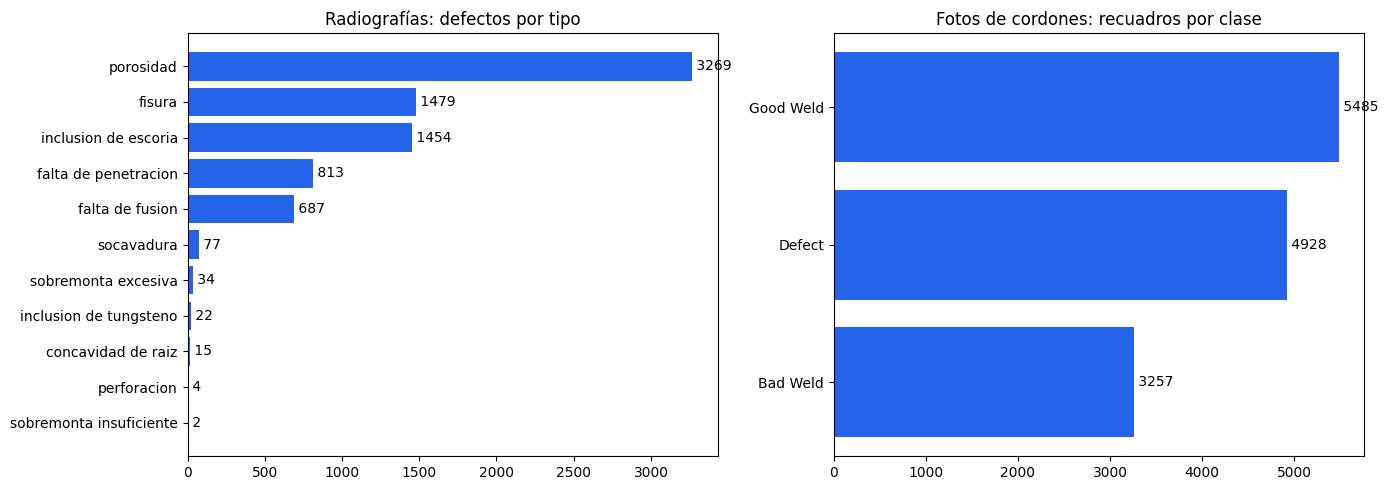 Radiografías: defectos por tipo
porosidad 3269
fisura 1479
inclusion de escoria 1454
falta de penetracion 813
falta de fusion 687
socavadura 77
sobremonta excesiva 34
inclusion de tungsteno 22
concavidad de raiz 15
perforacion 4
sobremonta insuficiente 2
0 500 1000 1500 2000 2500 3000
Fotos de cordones: recuadros por clase
Good Weld 5485
Defect 4928
Bad Weld 3257
0 1000 2000 3000 4000 5000